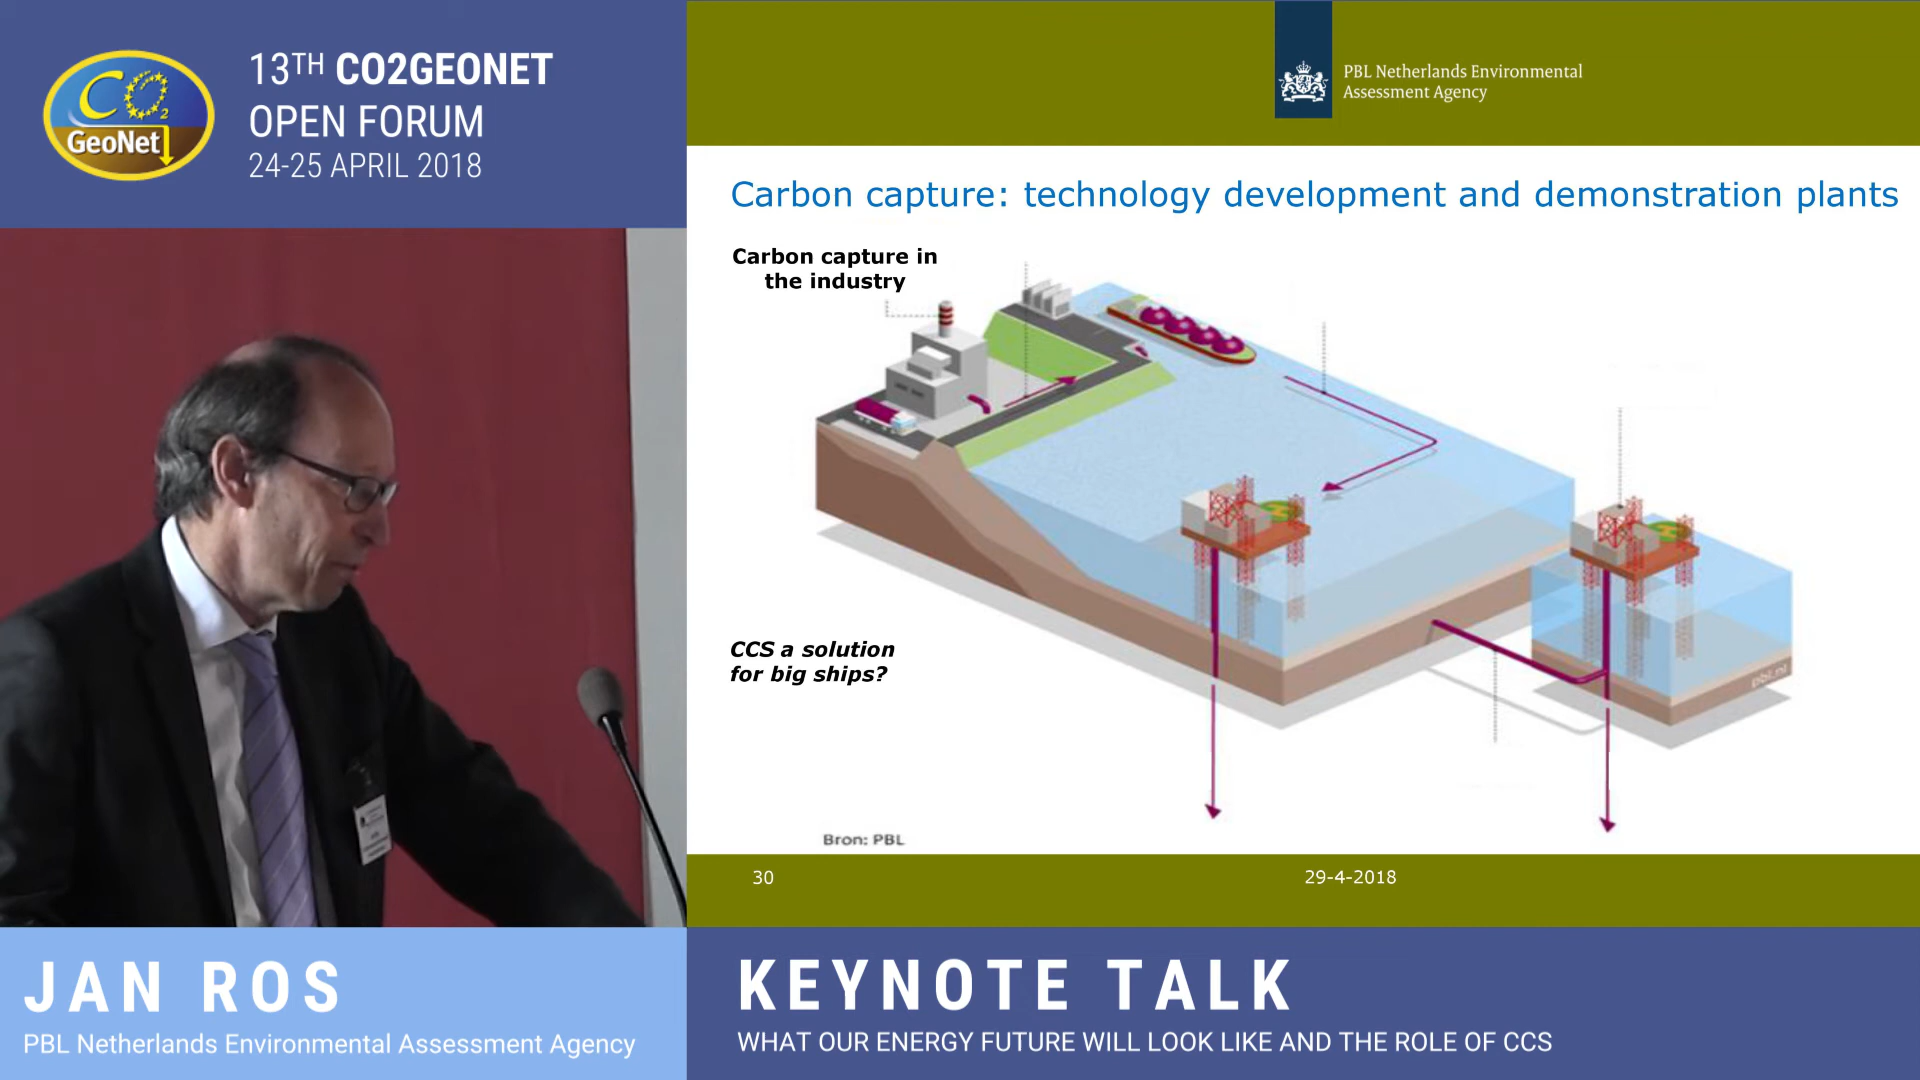 CO2
GeoNet
13TH CO2GEONET
OPEN FORUM
24-25 APRIL 2018
PBL Netherlands Environmental
Assessment Agency
Carbon capture: technology development and demonstration plants
Carbon capture in
the industry
CCS a solution
for big ships?
pbl.nl
Bron: PBL
30
29-4-2018
JAN ROS
PBL Netherlands Environmental Assessment Agency
KEYNOTE TALK
WHAT OUR ENERGY FUTURE WILL LOOK LIKE AND THE ROLE OF CCS